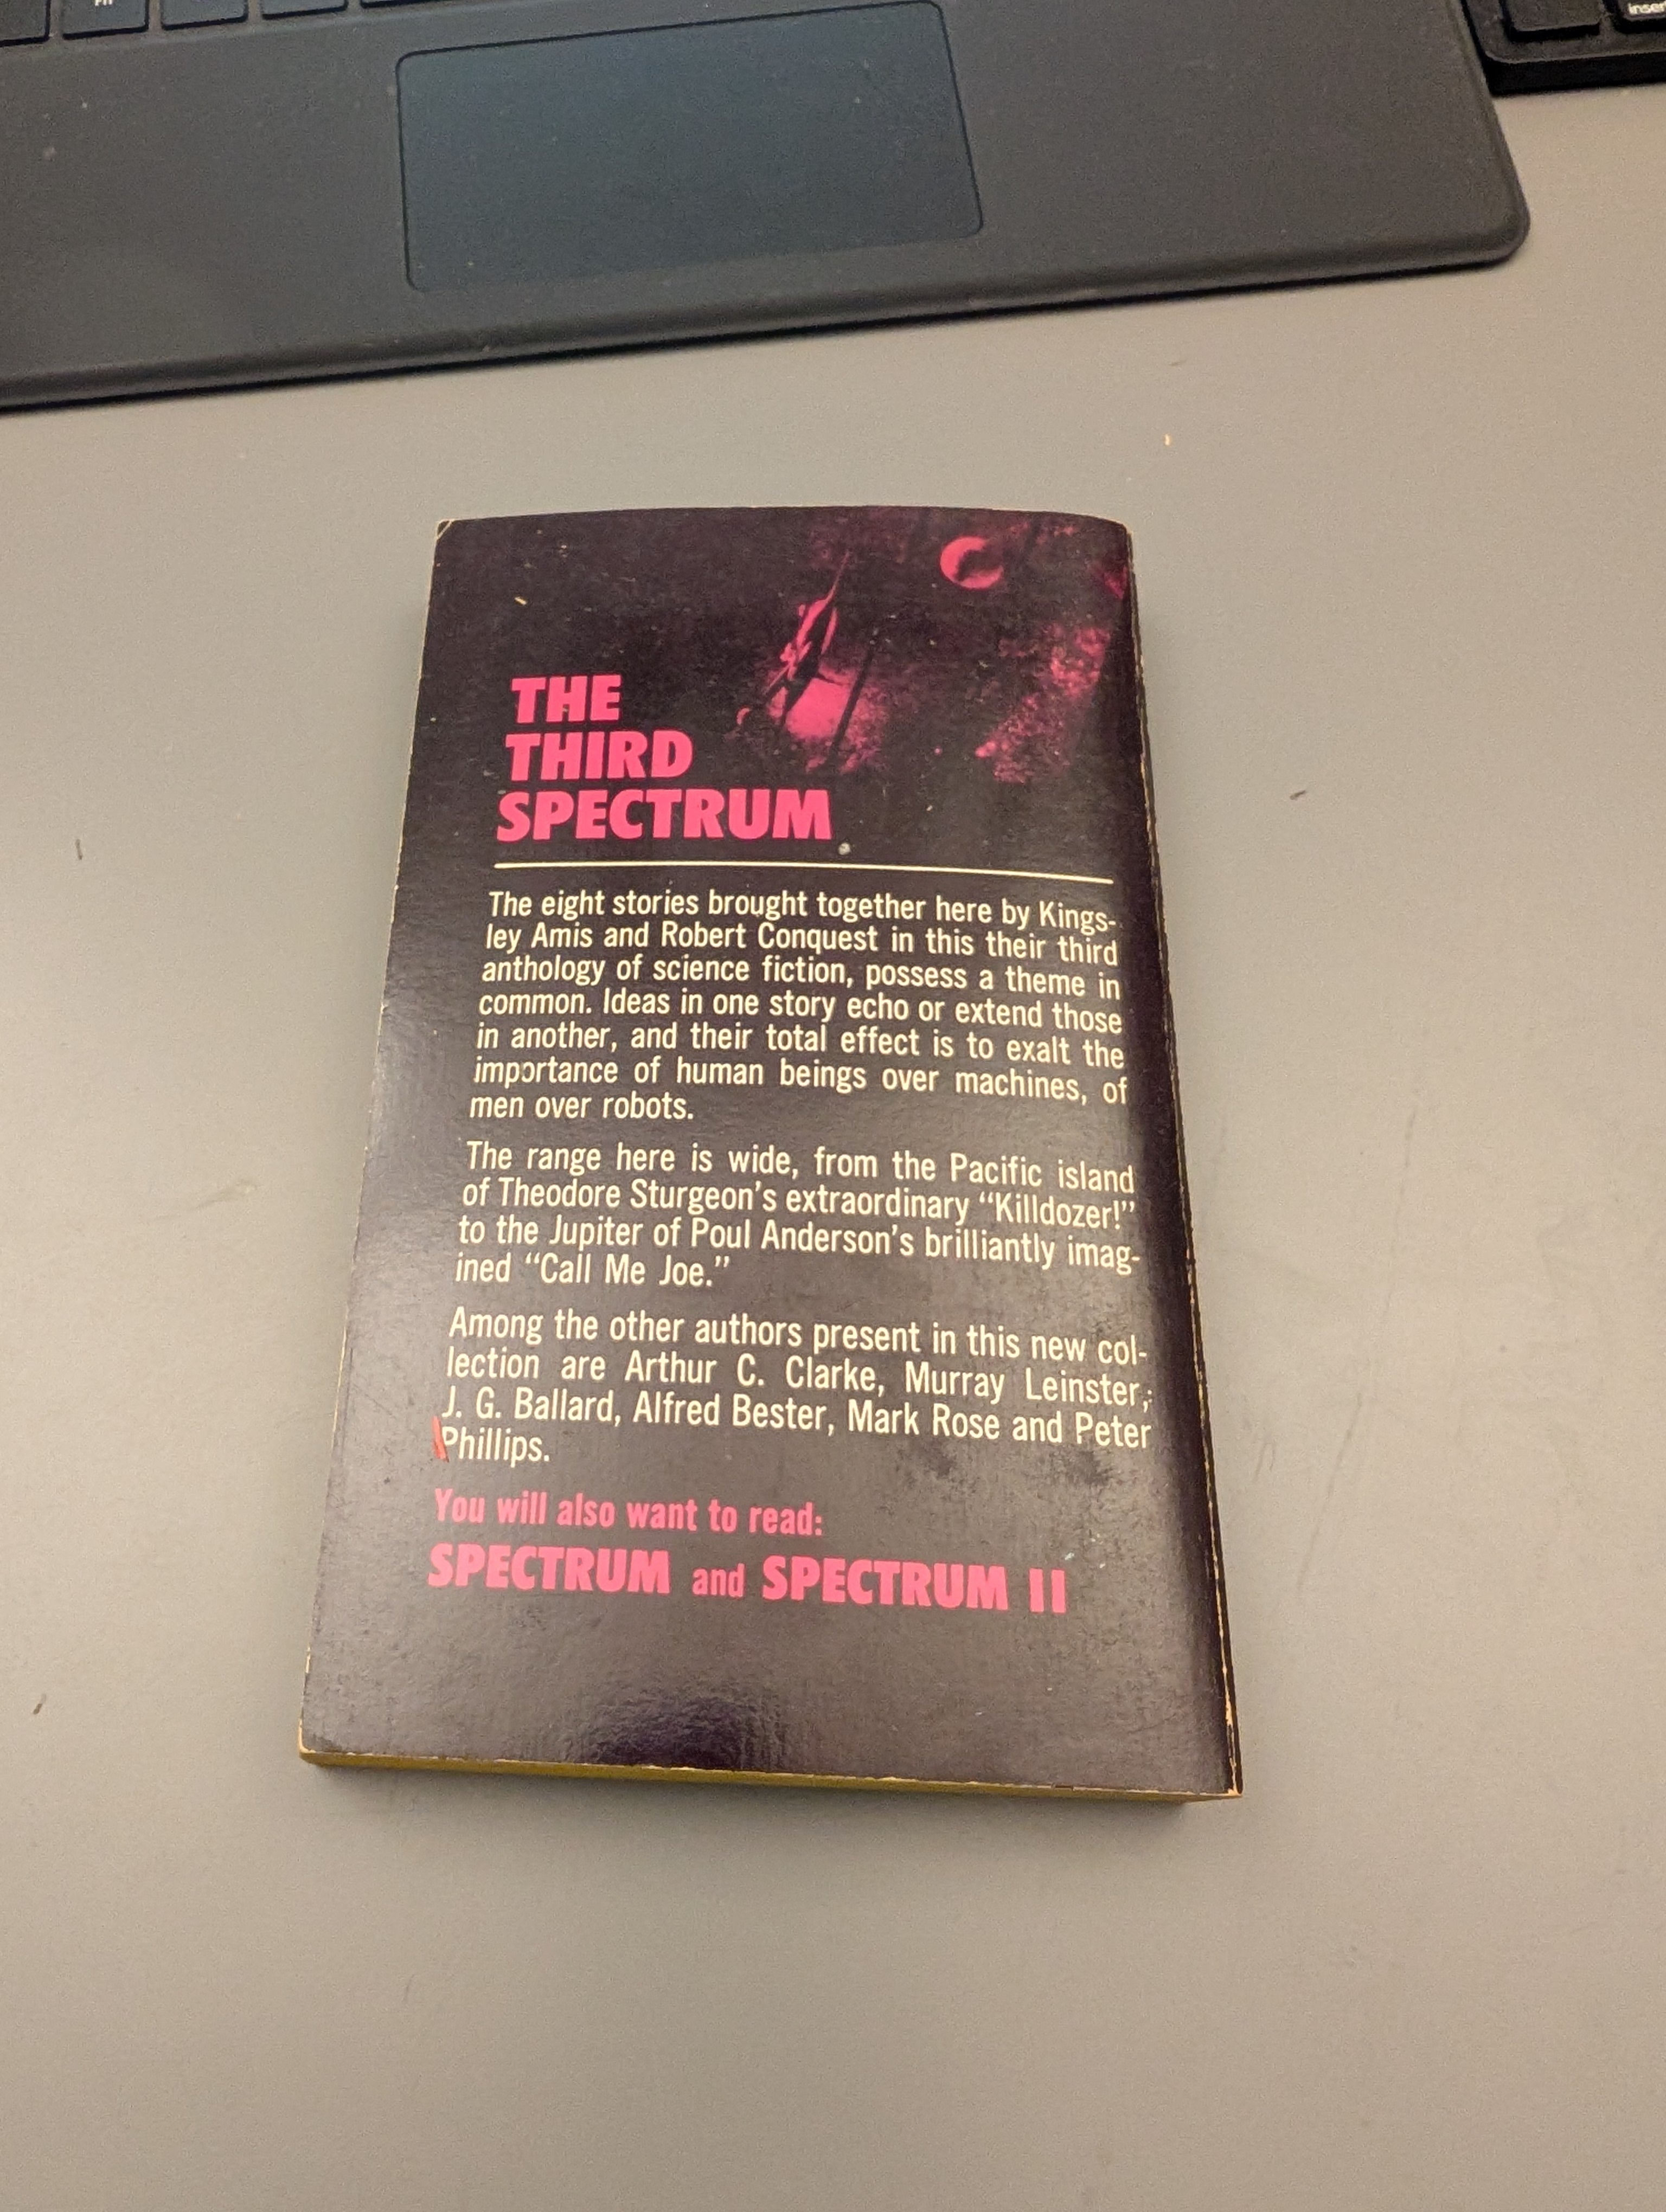 Fn
inser
THE
THIRD
SPECTRUM
The eight stories brought together here by Kings-
ley Amis and Robert Conquest in this their third
anthology of science fiction, possess a theme in
common. Ideas in one story echo or extend those
in another, and their total effect is to exalt the
importance of human beings over machines, of
men over robots.
The range here is wide, from the Pacific island
of Theodore Sturgeon's extraordinary “Killdozer!”
to the Jupiter of Poul Anderson's brilliantly imag-
ined “Call Me Joe.”
Among the other authors present in this new col-
lection are Arthur C. Clarke, Murray Leinster,
J. G. Ballard, Alfred Bester, Mark Rose and Peter
Phillips.
You will also want to read:
SPECTRUM and SPECTRUM II